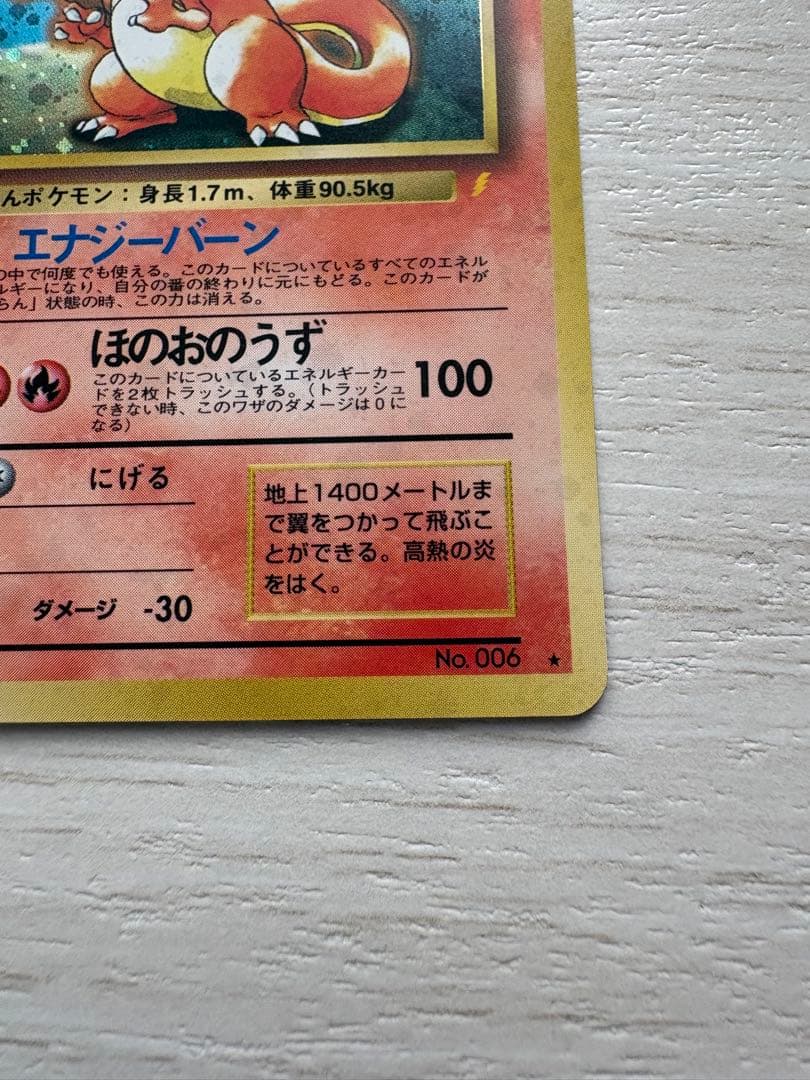 んポケモン：身長1.7m、体重90.5kg
エナジーバーン
の中で何度でも使える。このカードについているすべてのエネル
ルギーになり、自分の番の終わりに元にもどる。このカードが
らん」状態の時、この力は消える。
ほのおのうず
このカードについているエネルギーカー
ドを2枚トラッシュする。（トラッシュ
できない時、このワザのダメージは0に
なる）
100
にげる
地上1400メートルま
で翼をつかって飛ぶこ
とができる。高熱の炎
をはく。
ダメージ -30
No. 006 ★